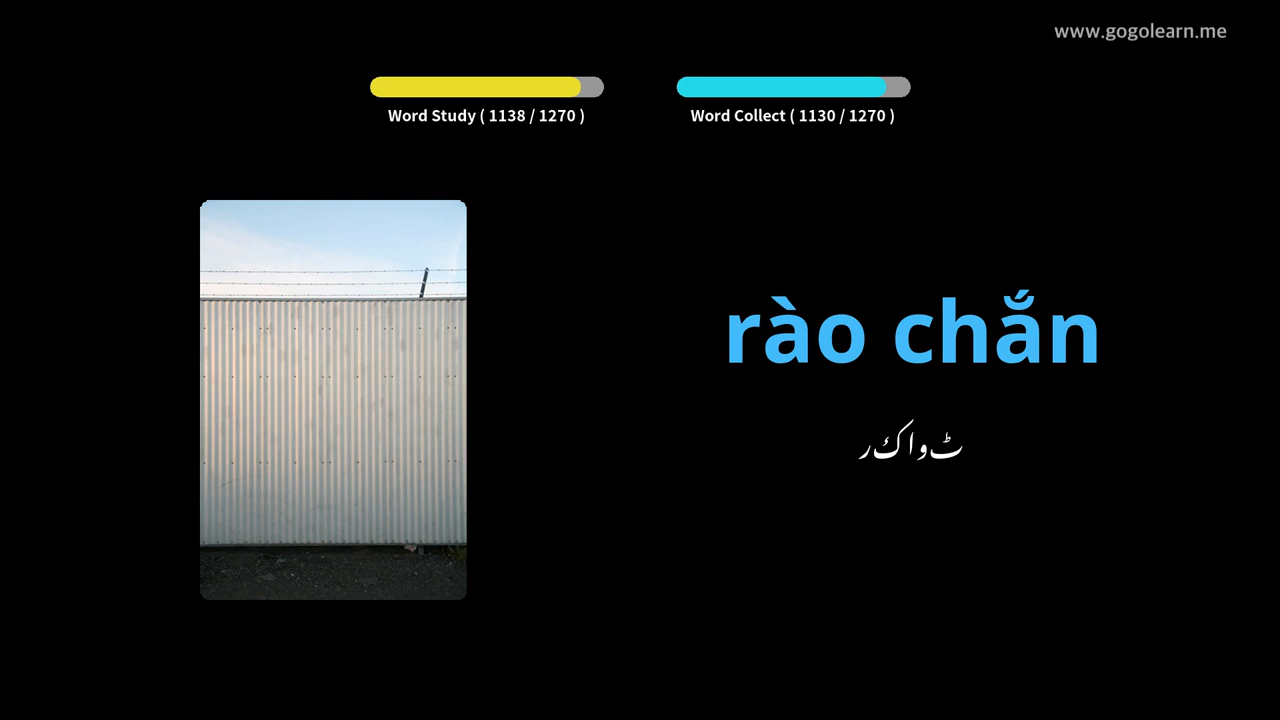 www.gogolearn.me
Word Study ( 1138 / 1270 )
Word Collect ( 1130 / 1270 )
rào chắn
ٹواکر